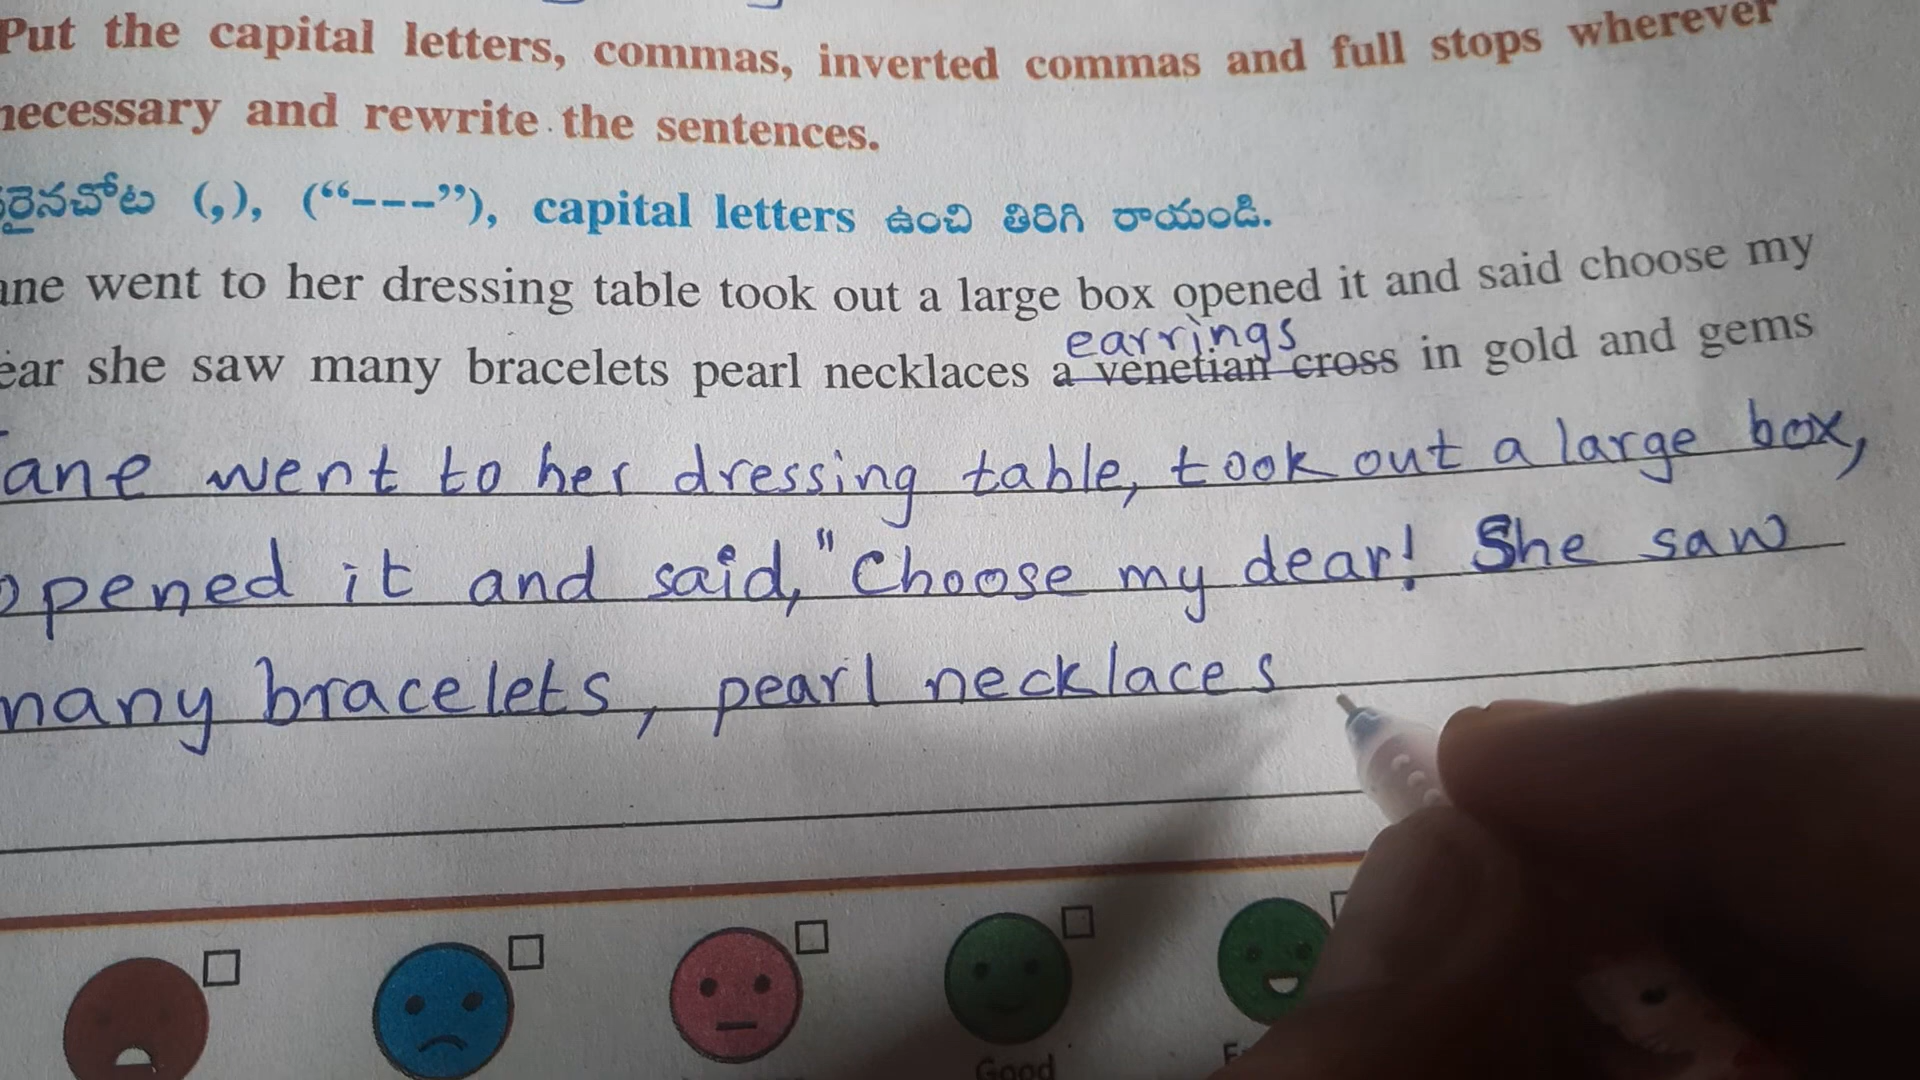 Put the capital letters, commas, inverted commas and full stops wherever
necessary and rewrite the sentences.
రైనచోట (,), (“---”), capital letters ఉంచి తిరిగి రాయండి.
ane went to her dressing table took out a large box opened it and said choose my
earrings
ear she saw many bracelets pearl necklaces a venetian cross in gold and gems
ane went to her dressing table, took out a large box,
opened it and said, "Choose my dear! She saw
many bracelets, pearl necklaces
Good